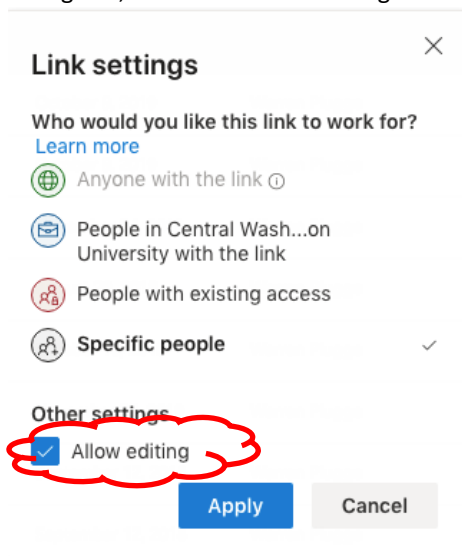 Link settings
Who would you like this link to work for?
Learn more
Anyone with the link
People in Central Wash...on
University with the link
People with existing access
Specific people
Other settings
Allow editing
Apply
Cancel